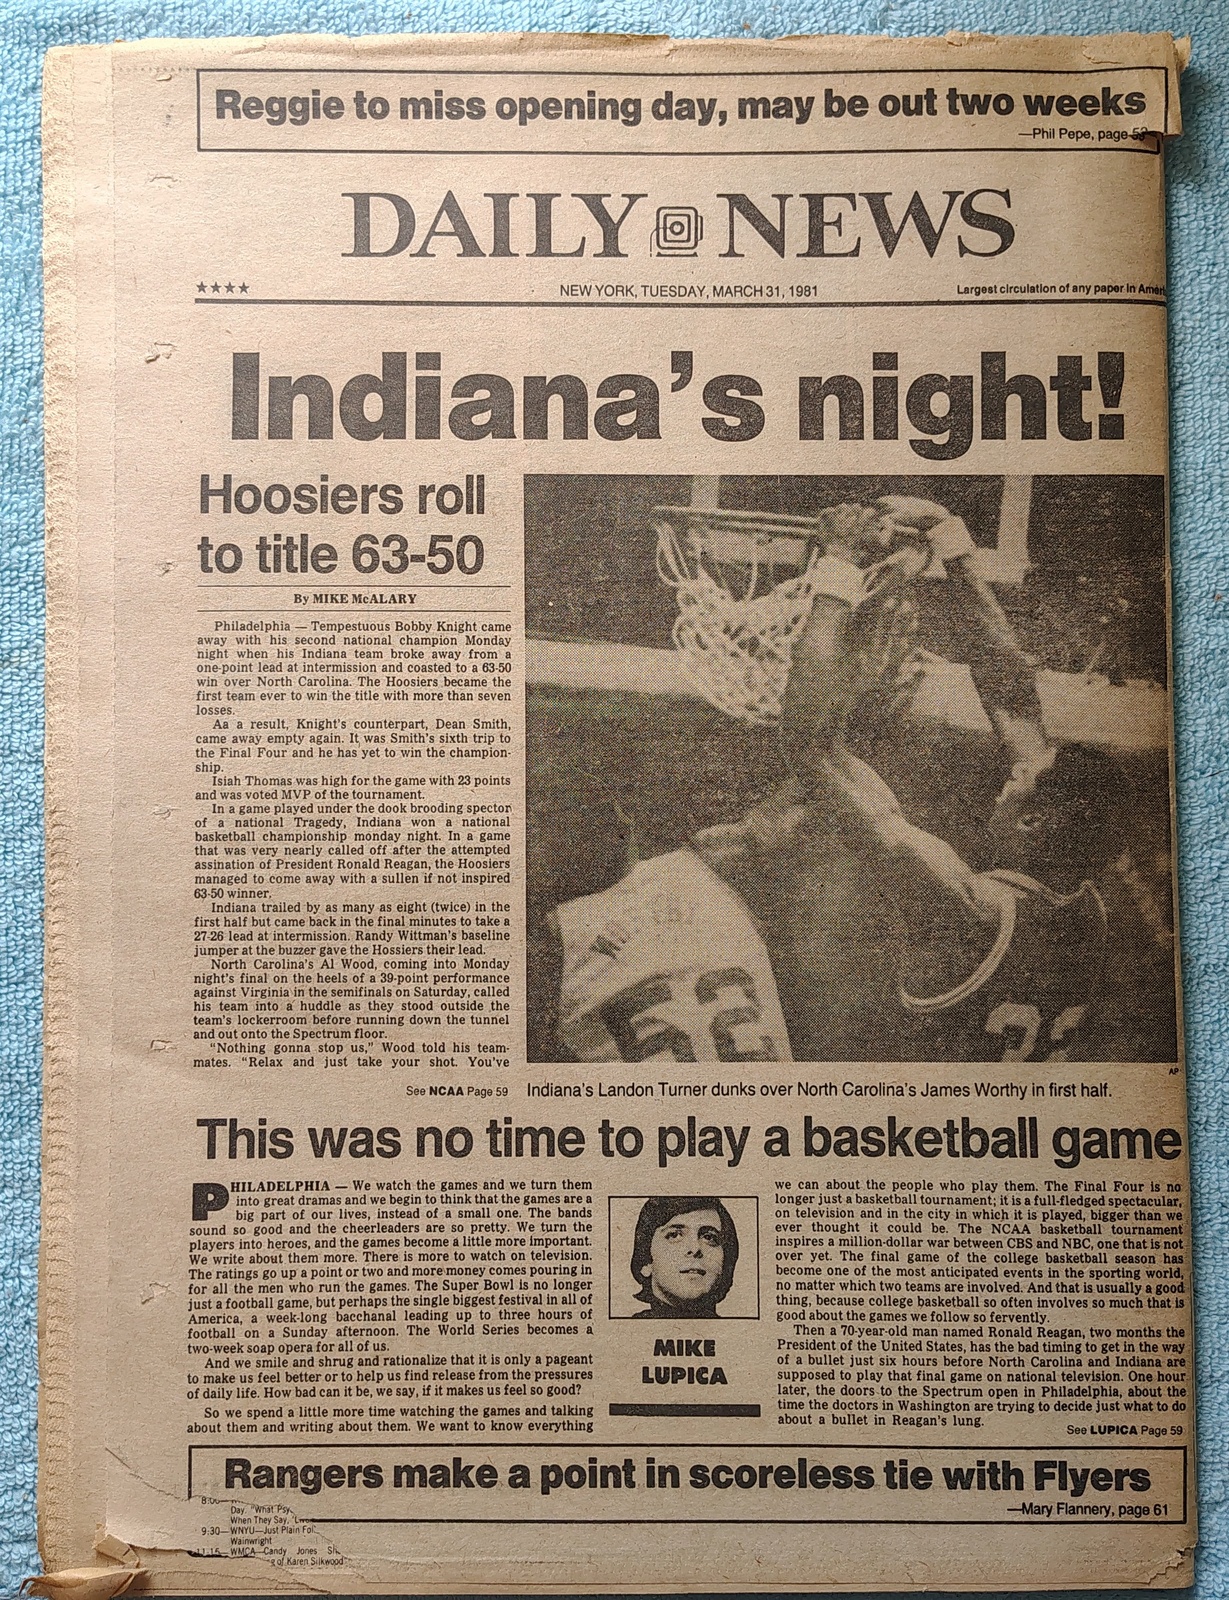 Reggie to miss opening day, may be out two weeks
—Phil Pepe, page 53
DAILY NEWS
★★★★
NEW YORK, TUESDAY, MARCH 31, 1981
Largest circulation of any paper in Amer
Indiana's night!
Hoosiers roll
to title 63-50
By MIKE McALARY
Philadelphia — Tempestuous Bobby Knight came
away with his second national champion Monday
night when his Indiana team broke away from a
one-point lead at intermission and coasted to a 63-50
win over North Carolina. The Hoosiers became the
first team ever to win the title with more than seven
losses.
Aa a result, Knight's counterpart, Dean Smith,
came away empty again. It was Smith's sixth trip to
the Final Four and he has yet to win the champion-
ship.
Isiah Thomas was high for the game with 23 points
and was voted MVP of the tournament.
In a game played under the dook brooding spector
of a national Tragedy, Indiana won a national
basketball championship monday night. In a game
that was very nearly called off after the attempted
assination of President Ronald Reagan, the Hoosiers
managed to come away with a sullen if not inspired
63-50 winner.
Indiana trailed by as many as eight (twice) in the
first half but came back in the final minutes to take a
27-26 lead at intermission. Randy Wittman's baseline
jumper at the buzzer gave the Hossiers their lead.
North Carolina's Al Wood, coming into Monday
night's final on the heels of a 39-point performance
against Virginia in the semifinals on Saturday, called
his team into a huddle as they stood outside the
team's lockerroom before running down the tunnel
and out onto the Spectrum floor.
"Nothing gonna stop us," Wood told his team-
mates. "Relax and just take your shot. You've
See NCAA Page 59
AP
Indiana's Landon Turner dunks over North Carolina's James Worthy in first half.
This was no time to play a basketball game
PHILADELPHIA — We watch the games and we turn them
into great dramas and we begin to think that the games are a
big part of our lives, instead of a small one. The bands
sound so good and the cheerleaders are so pretty. We turn the
players into heroes, and the games become a little more important.
We write about them more. There is more to watch on television.
The ratings go up a point or two and more money comes pouring in
for all the men who run the games. The Super Bowl is no longer
just a football game, but perhaps the single biggest festival in all of
America, a week-long bacchanal leading up to three hours of
football on a Sunday afternoon. The World Series becomes a
two-week soap opera for all of us.
And we smile and shrug and rationalize that it is only a pageant
to make us feel better or to help us find release from the pressures
of daily life. How bad can it be, we say, if it makes us feel so good?
So we spend a little more time watching the games and talking
about them and writing about them. We want to know everything
MIKE
LUPICA
we can about the people who play them. The Final Four is no
longer just a basketball tournament; it is a full-fledged spectacular,
on television and in the city in which it is played, bigger than we
ever thought it could be. The NCAA basketball tournament
inspires a million-dollar war between CBS and NBC, one that is not
over yet. The final game of the college basketball season has
become one of the most anticipated events in the sporting world,
no matter which two teams are involved. And that is usually a good
thing, because college basketball so often involves so much that is
good about the games we follow so fervently.
Then a 70-year-old man named Ronald Reagan, two months the
President of the United States, has the bad timing to get in the way
of a bullet just six hours before North Carolina and Indiana are
supposed to play that final game on national television. One hour
later, the doors to the Spectrum open in Philadelphia, about the
time the doctors in Washington are trying to decide just what to do
about a bullet in Reagan's lung.
See LUPICA Page 59
Rangers make a point in scoreless tie with Flyers
—Mary Flannery, page 61
8:00—
Day. "What Psy
When They Say, 'Love
9:30—WNYU—Just Plain Fol
Wainwright
11:15—WMCA—Candy Jones Sh
g of Karen Silkwood"